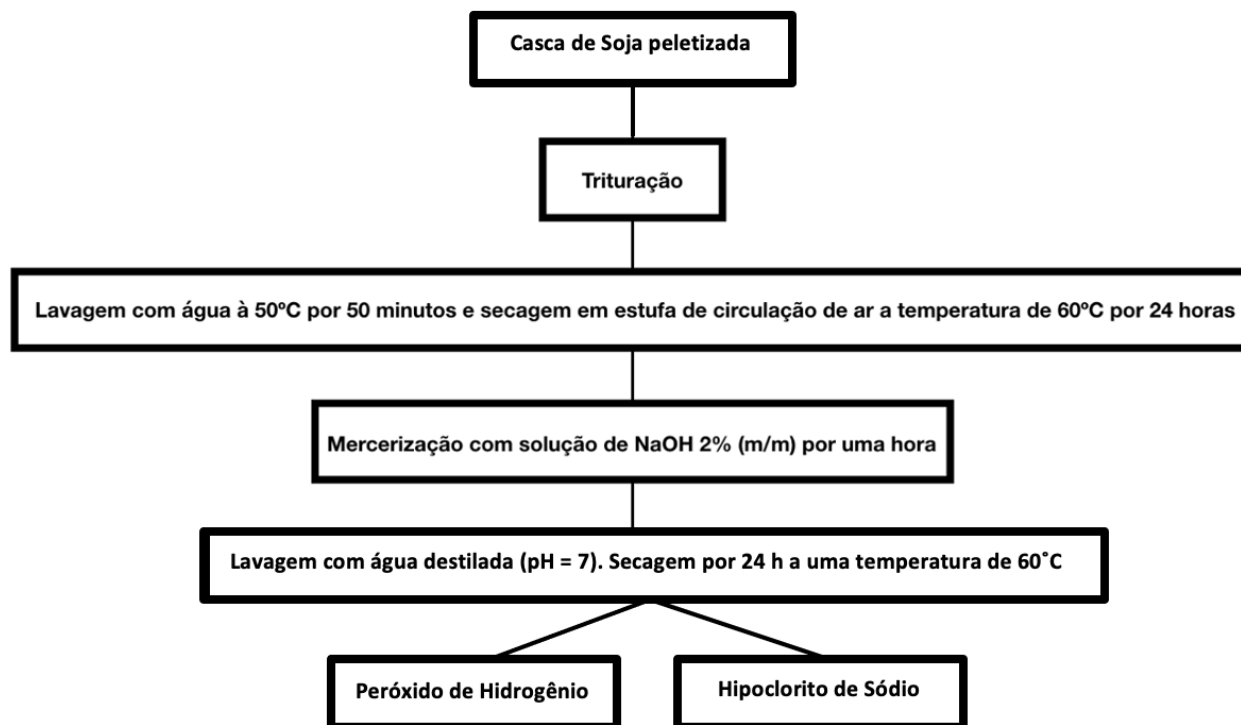 Casca de Soja peletizada
Trituração
Lavagem com água à 50ºC por 50 minutos e secagem em estufa de circulação de ar a temperatura de 60ºC por 24 horas
Mercerização com solução de NaOH 2% (m/m) por uma hora
Lavagem com água destilada (pH = 7). Secagem por 24 h a uma temperatura de 60˚C
Peróxido de Hidrogênio
Hipoclorito de Sódio